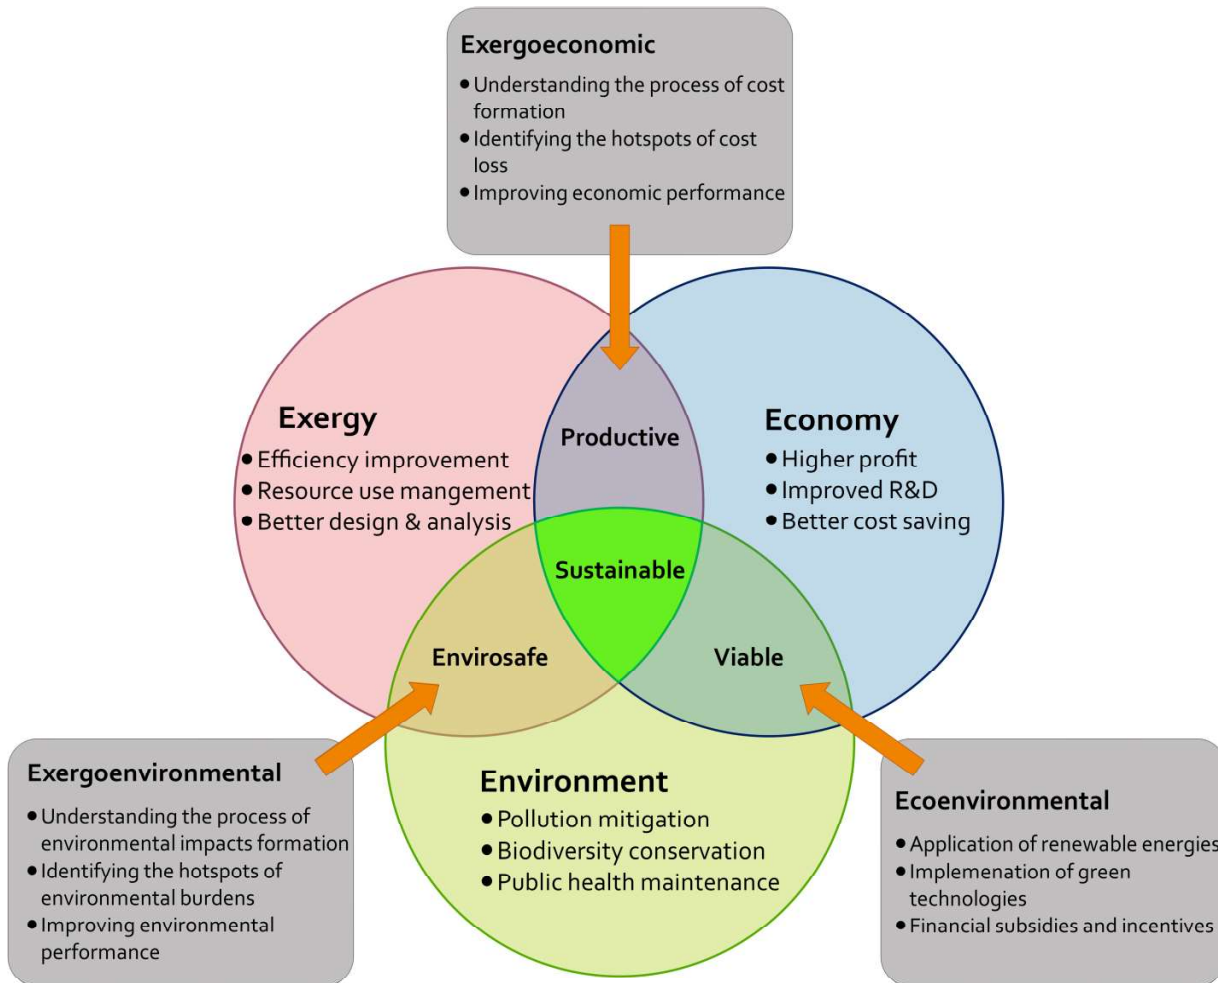 Exergoeconomic
• Understanding the process of cost
formation
• Identifying the hotspots of cost
loss
• Improving economic performance
Exergy
• Efficiency improvement
• Resource use mangement
• Better design & analysis
Productive
Economy
• Higher profit
• Improved R&D
• Better cost saving
Sustainable
Envirosafe
Viable
Exergoenvironmental
• Understanding the process of
environmental impacts formation
• Identifying the hotspots of
environmental burdens
• Improving environmental
performance
Environment
• Pollution mitigation
• Biodiversity conservation
• Public health maintenance
Ecoenvironmental
• Application of renewable energies
• Implemenation of green
technologies
• Financial subsidies and incentives